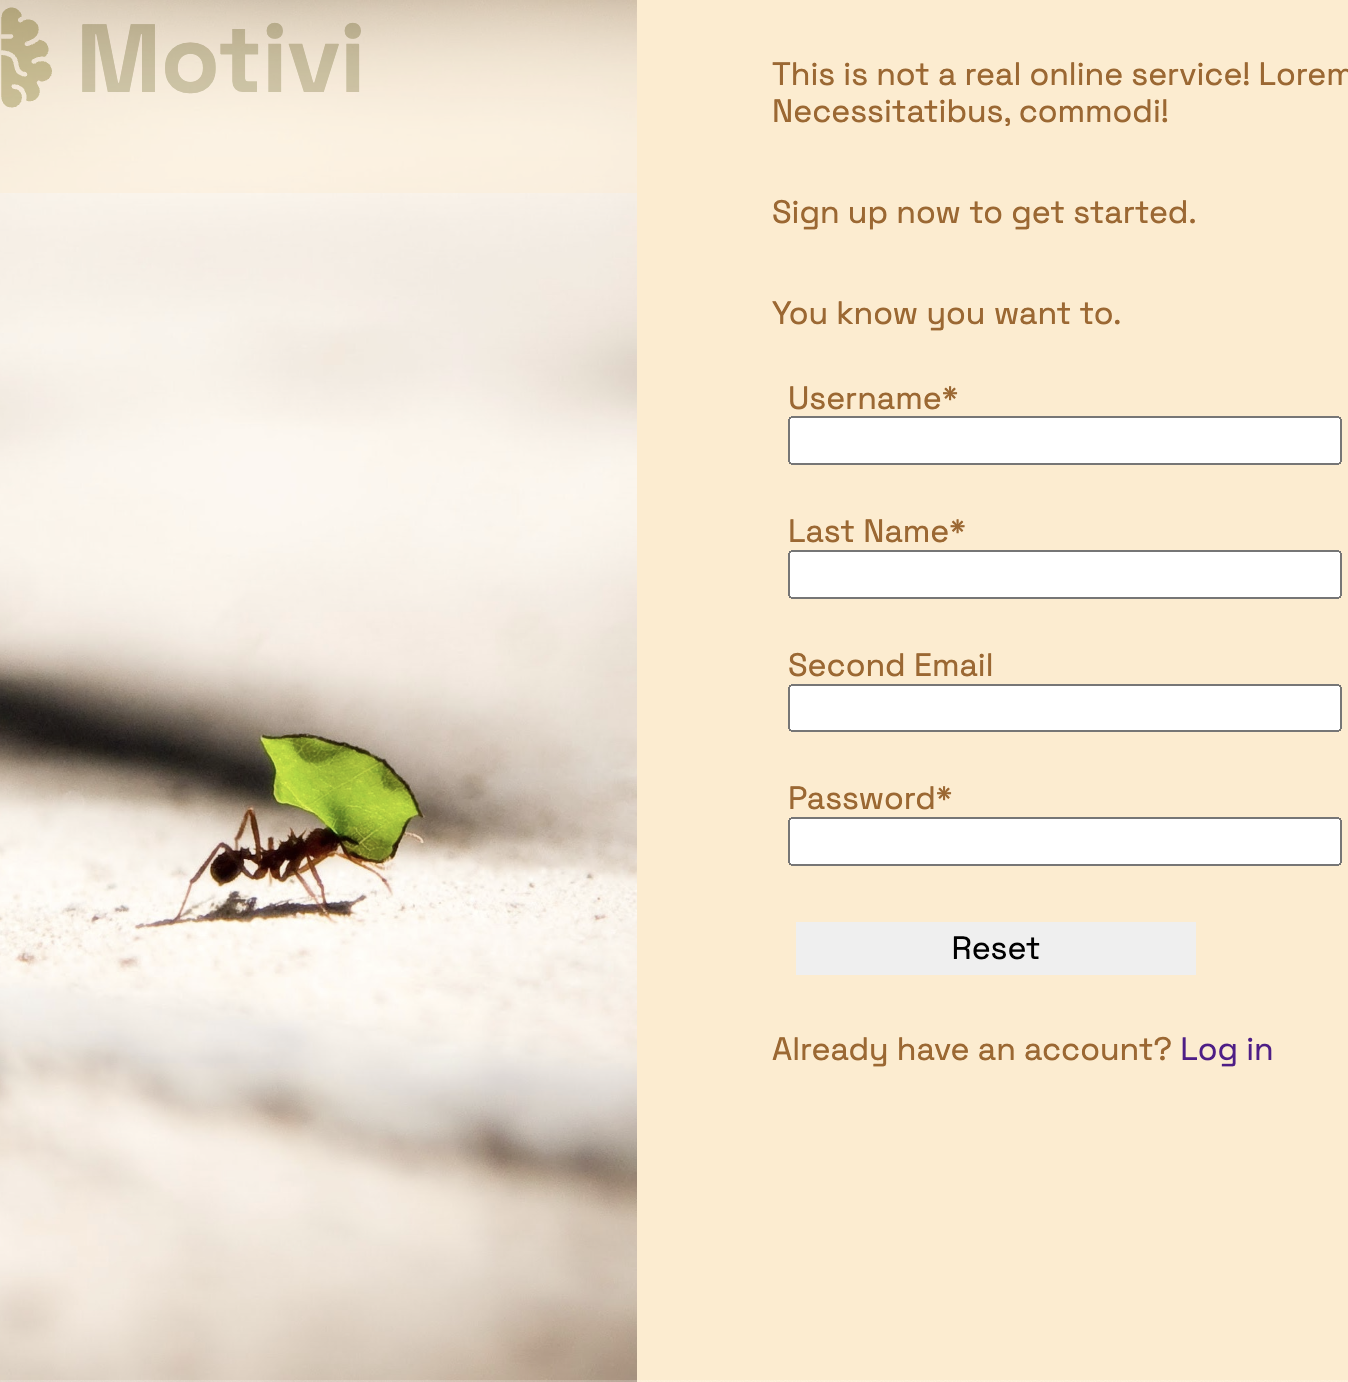 Motivi
This is not a real online service! Lorem
Necessitatibus, commodi!
Sign up now to get started.
You know you want to.
Username*
Last Name*
Second Email
Password*
Reset
Already have an account? Log in